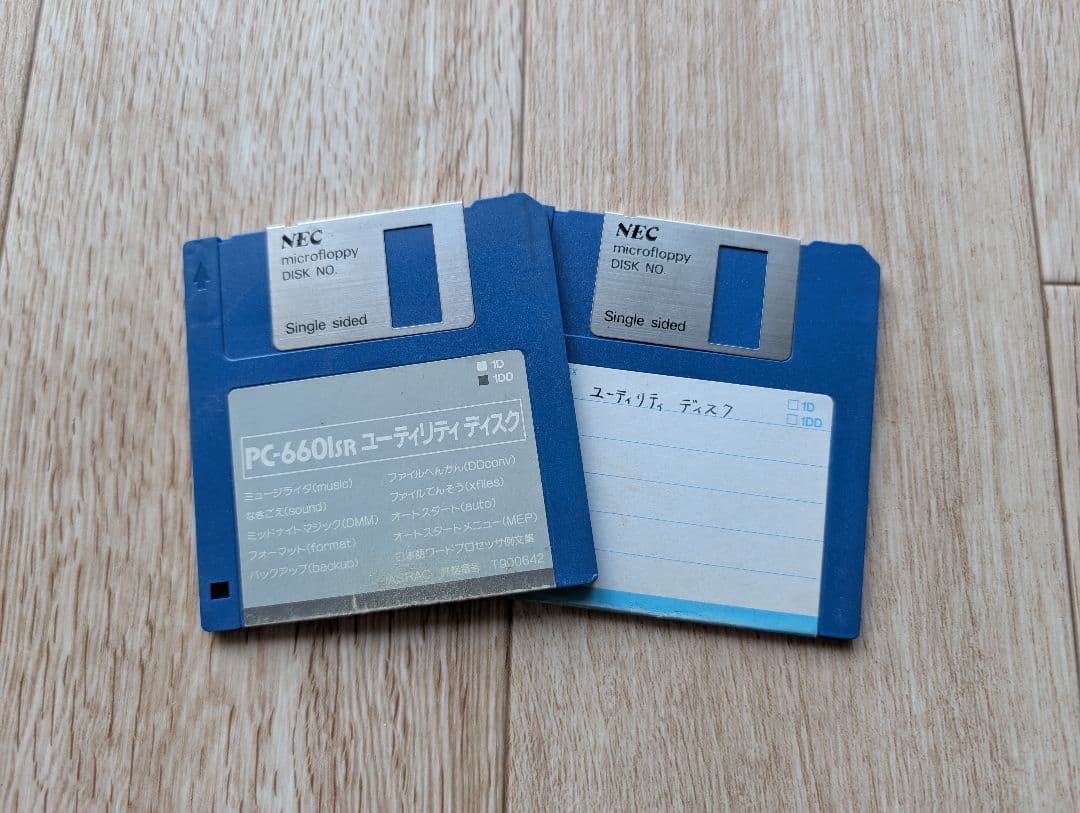 NEC
microfloppy
DISK NO.
Single sided
1D
1DD
PC-6601SR ユーティリティ ディスク
ミュージライタ(music)
なきごえ(sound)
ミッドナイトマジック(DMM)
フォーマット(format)
バックアップ(backup)
ファイルへんかん(DDconv)
ファイルてんそう(xfiles)
オートスタート(auto)
オートスタートメニュー(MEP)
日本語ワードプロセッサ例文集
JASRAC 許諾番号 T900642
NEC
microfloppy
DISK NO.
Single sided
ユーティリティ ディスク
1D
1DD